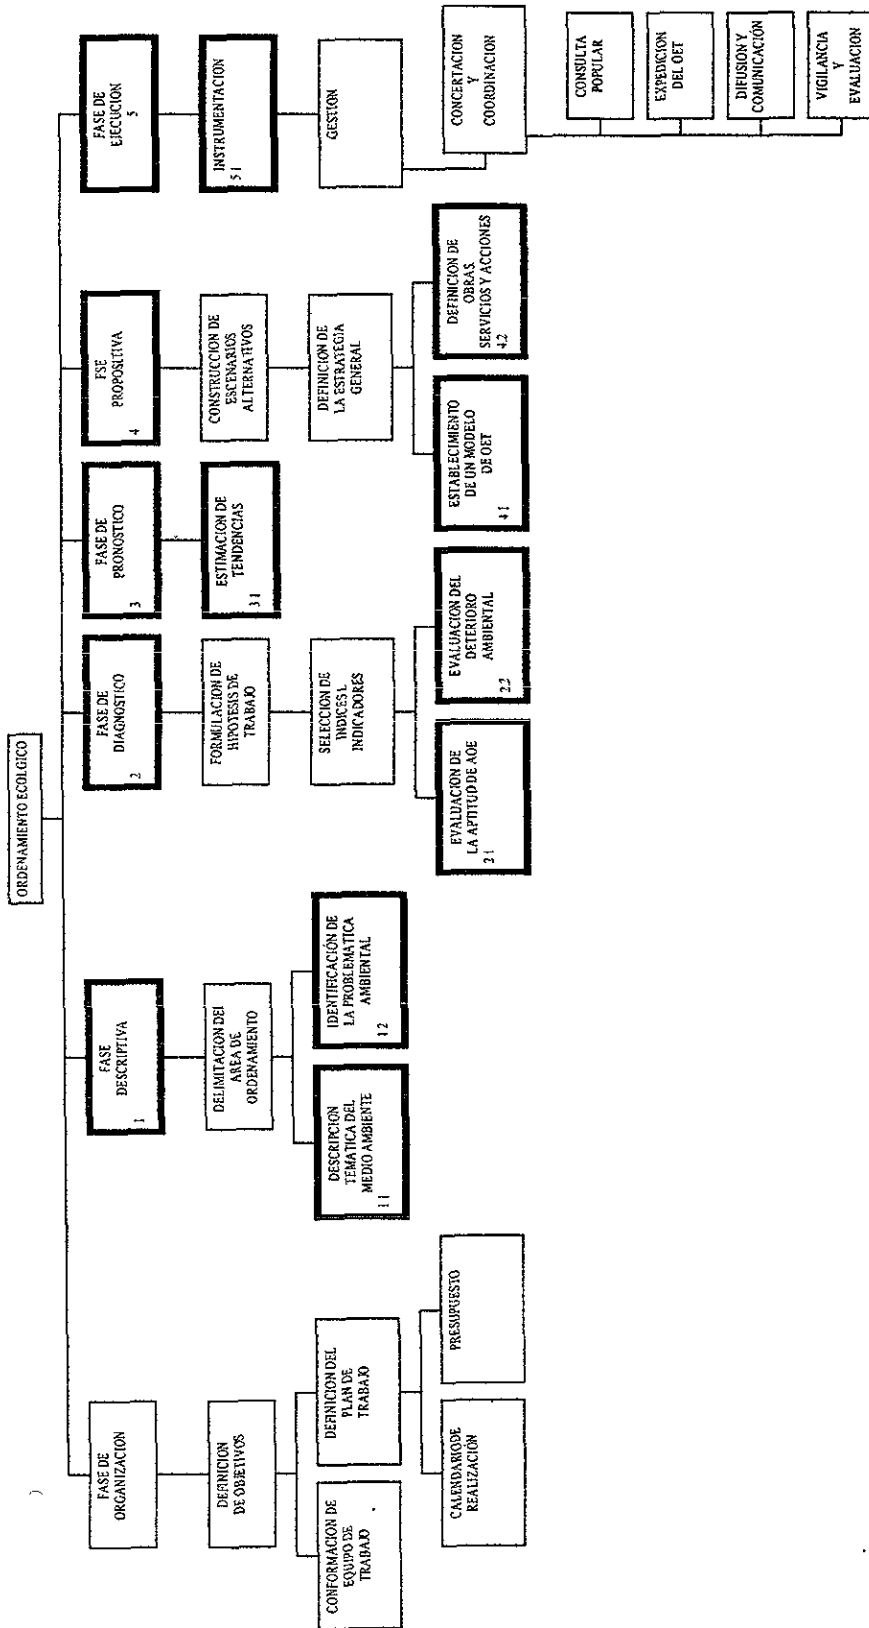 ORDENAMIENTO ECOLGICO
FASE DE
ORGANIZACION
DEFINICION
DE OBJETIVOS
CONFORMACION DE
EQUIPO DE
TRABAJO
DEFINICION DEL
PLAN DE
TRABAJO
CALENDARIO DE
REALIZACIÓN
PRESUPUESTO
FASE
DESCRIPTIVA
1
DELIMITACION DEL
AREA DE
ORDENAMIENTO
DESCRIPCION
TEMATICA DEL
MEDIO AMBIENTE
1 1
IDENTIFICACIÓN DE
LA PROBLEMATICA
AMBIENTAL
1 2
FASE DE
DIAGNOSTICO
2
FORMULACION DE
HIPOTESIS DE
TRABAJO
SELECCION DE
INDICES I.
INDICADORES
EVALUACION DE
LA APTITUD DE AOE
2 1
EVALUACION DEL
DETERIORO
AMBIENTAL
2.2
FASE DE
PRONOSTICO
3
ESTIMACION DE
TENDENCIAS
3 1
FSE
PROPOSITIVA
4
CONSTRUCCION DE
ESCENARIOS
ALTERNATIVOS
DEFINICION DE
LA ESTRATEGIA
GENERAL
ESTABLECIMIENTO
DE UN MODELO
DE OET
4 1
DEFINICION DE
OBRAS.
SERVICIOS Y ACCIONES
4.2
FASE DE
EJECUCION
5
INSTRUMENTACION
5 1
GESTION
CONCERTACION
Y
COORDINACION
CONSULTA
POPULAR
EXPEDICION
DEL OET
DIFUSION Y
COMUNICACIÓN
VIGILANCIA
Y
EVALUACION